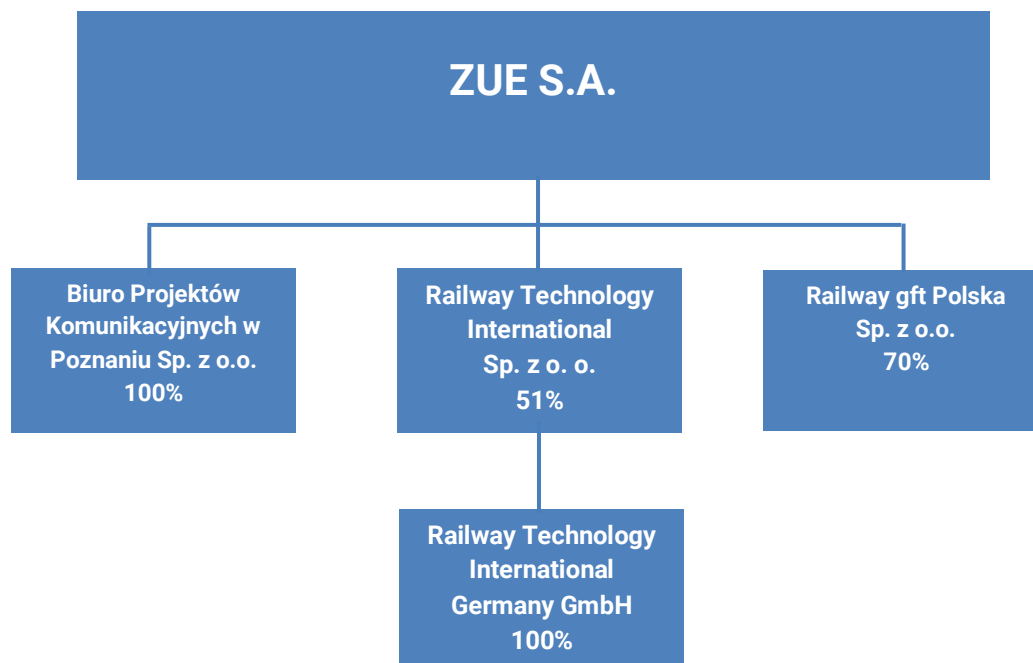 ZUE S.A.
Biuro Projektów
Komunikacyjnych w
Poznaniu Sp. z o.o.
100%
Railway Technology
International
Sp. z o. o.
51%
Railway gft Polska
Sp. z o.o.
70%
Railway Technology
International
Germany GmbH
100%